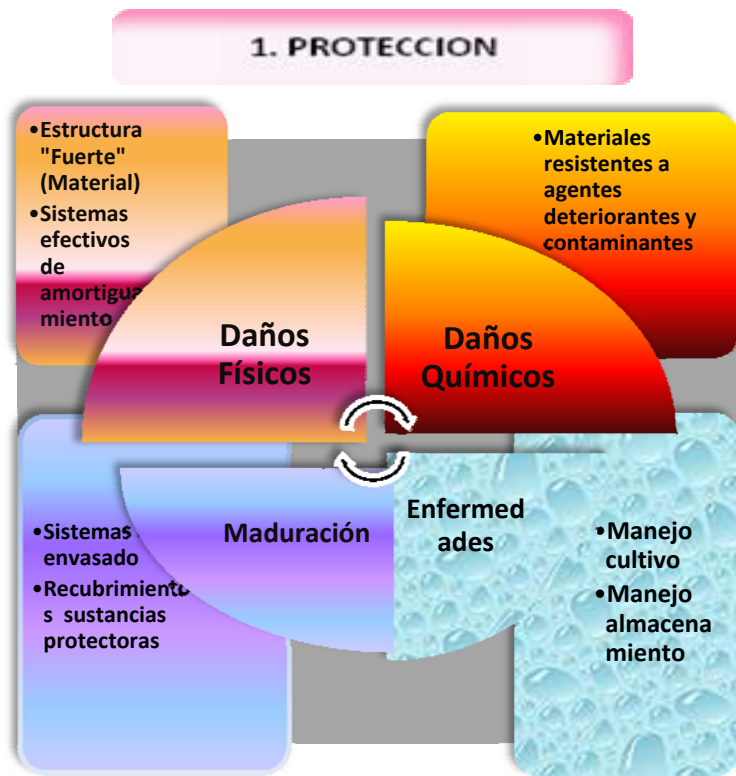 1. PROTECCION
•Estructura
"Fuerte"
(Material)
•Sistemas
efectivos
de
amortigua
miento
•Materiales
resistentes a
agentes
deteriorantes y
contaminantes
Daños
Físicos
Daños
Químicos
Maduración
Enfermed
ades
•Sistemas
envasado
•Recubrimiento
s sustancias
protectoras
•Manejo
cultivo
•Manejo
almacena
miento